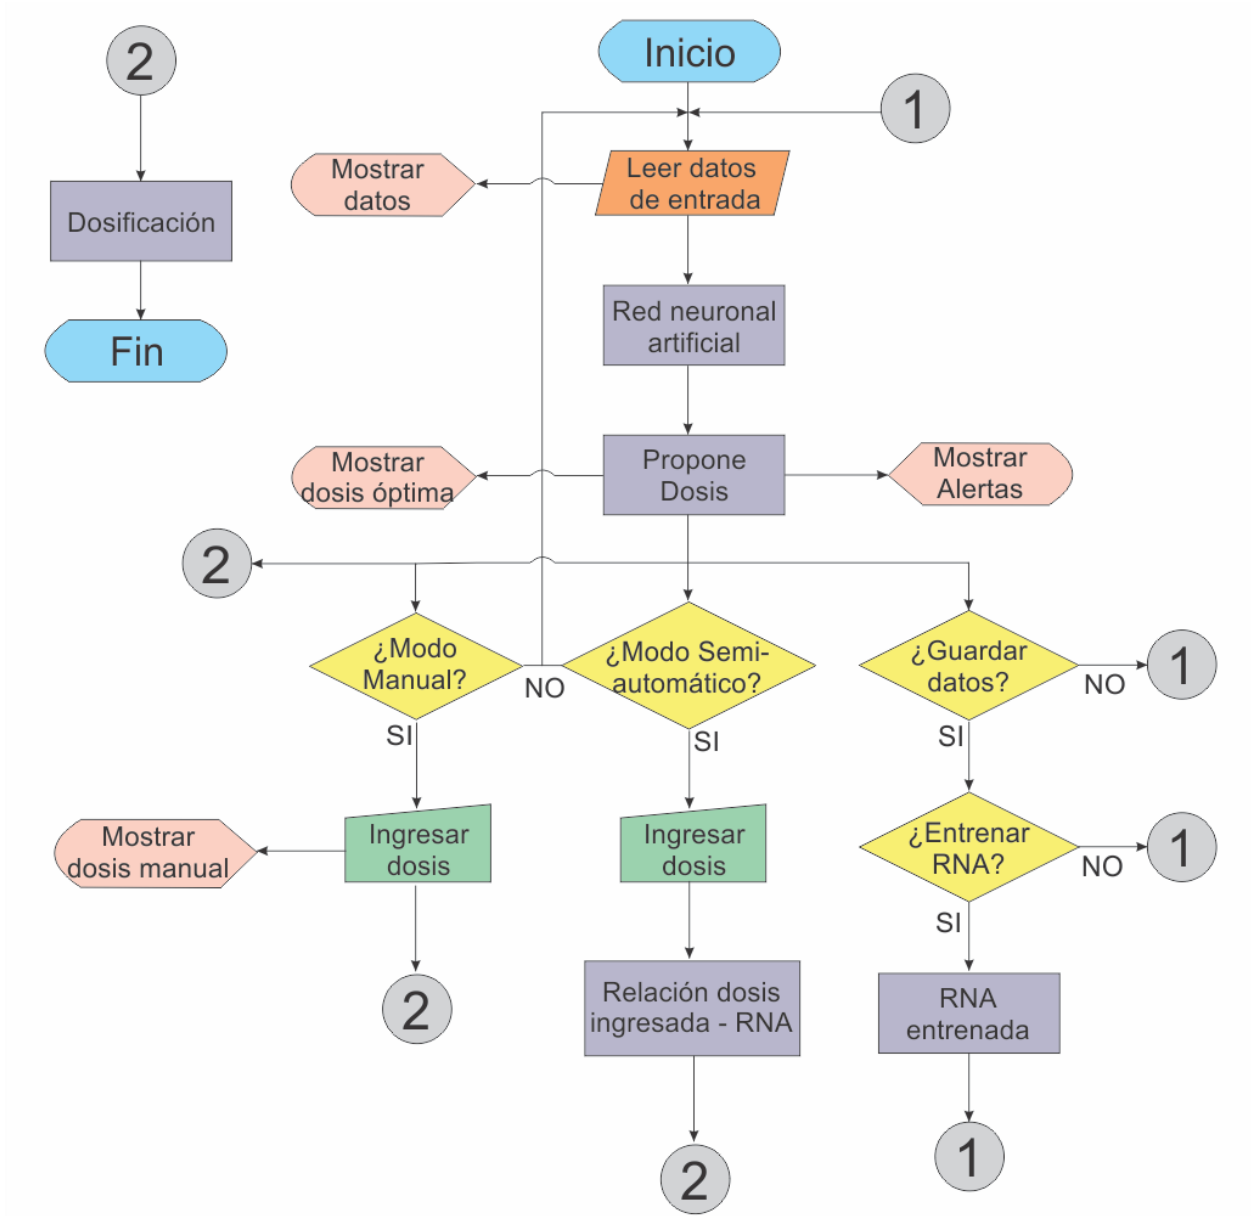 2
Dosificación
Fin
Inicio
1
Leer datos
de entrada
Mostrar
datos
Red neuronal
artificial
Propone
Dosis
Mostrar
dosis óptima
Mostrar
Alertas
2
¿Modo
Manual?
NO
¿Modo Semi-
automático?
¿Guardar
datos?
NO
1
SI
SI
SI
Mostrar
dosis manual
Ingresar
dosis
Ingresar
dosis
¿Entrenar
RNA?
NO
1
SI
2
Relación dosis
ingresada - RNA
RNA
entrenada
2
1